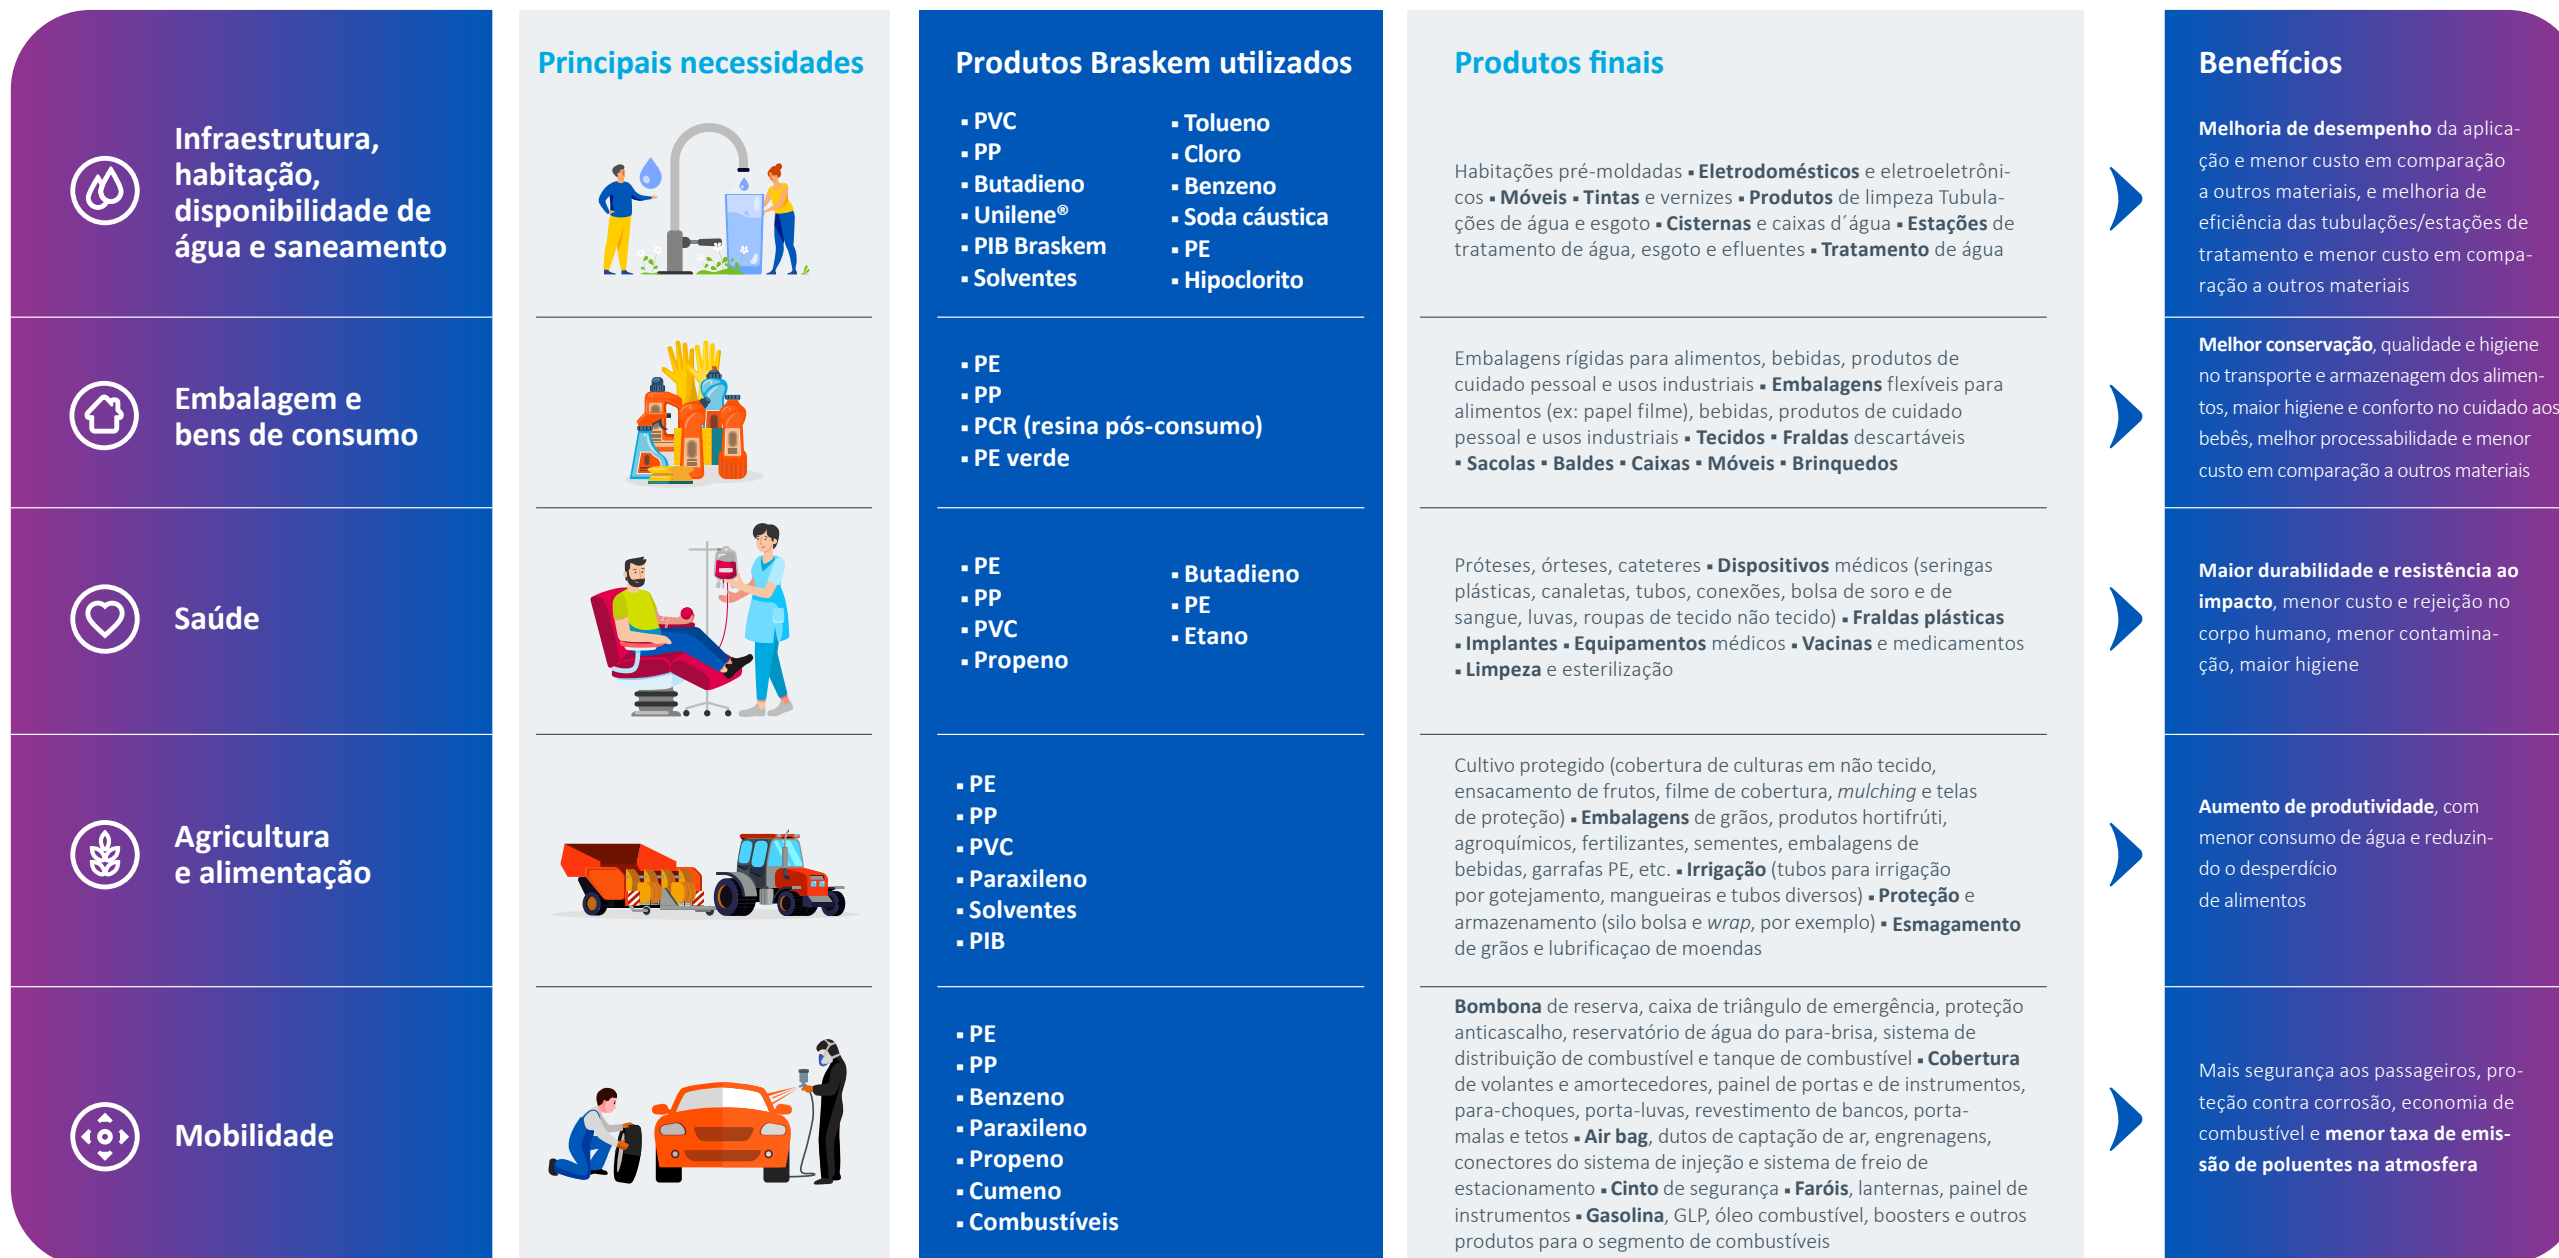 Principais necessidades
Produtos Braskem utilizados
Produtos finais
Benefícios
Infraestrutura,
habitação,
disponibilidade de
água e saneamento
▪ PVC
▪ PP
▪ Butadieno
▪ Unilene®
▪ PIB Braskem
▪ Solventes
▪ Tolueno
▪ Cloro
▪ Benzeno
▪ Soda cáustica
▪ PE
▪ Hipoclorito
Habitações pré-moldadas ▪ Eletrodomésticos e eletroeletrôni-
cos ▪ Móveis ▪ Tintas e vernizes ▪ Produtos de limpeza Tubula-
ções de água e esgoto ▪ Cisternas e caixas d´água ▪ Estações de
tratamento de água, esgoto e efluentes ▪ Tratamento de água
Melhoria de desempenho da aplica-
ção e menor custo em comparação
a outros materiais, e melhoria de
eficiência das tubulações/estações de
tratamento e menor custo em compa-
ração a outros materiais
Embalagem e
bens de consumo
▪ PE
▪ PP
▪ PCR (resina pós-consumo)
▪ PE verde
Embalagens rígidas para alimentos, bebidas, produtos de
cuidado pessoal e usos industriais ▪ Embalagens flexíveis para
alimentos (ex: papel filme), bebidas, produtos de cuidado
pessoal e usos industriais ▪ Tecidos ▪ Fraldas descartáveis
▪ Sacolas ▪ Baldes ▪ Caixas ▪ Móveis ▪ Brinquedos
Melhor conservação, qualidade e higiene
no transporte e armazenagem dos alimen-
tos, maior higiene e conforto no cuidado aos
bebês, melhor processabilidade e menor
custo em comparação a outros materiais
Saúde
▪ PE
▪ PP
▪ PVC
▪ Propeno
▪ Butadieno
▪ PE
▪ Etano
Próteses, órteses, cateteres ▪ Dispositivos médicos (seringas
plásticas, canaletas, tubos, conexões, bolsa de soro e de
sangue, luvas, roupas de tecido não tecido) ▪ Fraldas plásticas
▪ Implantes ▪ Equipamentos médicos ▪ Vacinas e medicamentos
▪ Limpeza e esterilização
Maior durabilidade e resistência ao
impacto, menor custo e rejeição no
corpo humano, menor contamina-
ção, maior higiene
Agricultura
e alimentação
▪ PE
▪ PP
▪ PVC
▪ Paraxileno
▪ Solventes
▪ PIB
Cultivo protegido (cobertura de culturas em não tecido,
ensacamento de frutos, filme de cobertura, mulching e telas
de proteção) ▪ Embalagens de grãos, produtos hortifrúti,
agroquímicos, fertilizantes, sementes, embalagens de
bebidas, garrafas PE, etc. ▪ Irrigação (tubos para irrigação
por gotejamento, mangueiras e tubos diversos) ▪ Proteção e
armazenamento (silo bolsa e wrap, por exemplo) ▪ Esmagamento
de grãos e lubrificaçao de moendas
Aumento de produtividade, com
menor consumo de água e reduzin-
do o desperdício
de alimentos
Mobilidade
▪ PE
▪ PP
▪ Benzeno
▪ Paraxileno
▪ Propeno
▪ Cumeno
▪ Combustíveis
Bombona de reserva, caixa de triângulo de emergência, proteção
anticascalho, reservatório de água do para-brisa, sistema de
distribuição de combustível e tanque de combustível ▪ Cobertura
de volantes e amortecedores, painel de portas e de instrumentos,
para-choques, porta-luvas, revestimento de bancos, porta-
malas e tetos ▪ Air bag, dutos de captação de ar, engrenagens,
conectores do sistema de injeção e sistema de freio de
estacionamento ▪ Cinto de segurança ▪ Faróis, lanternas, painel de
instrumentos ▪ Gasolina, GLP, óleo combustível, boosters e outros
produtos para o segmento de combustíveis
Mais segurança aos passageiros, pro-
teção contra corrosão, economia de
combustível e menor taxa de emis-
são de poluentes na atmosfera